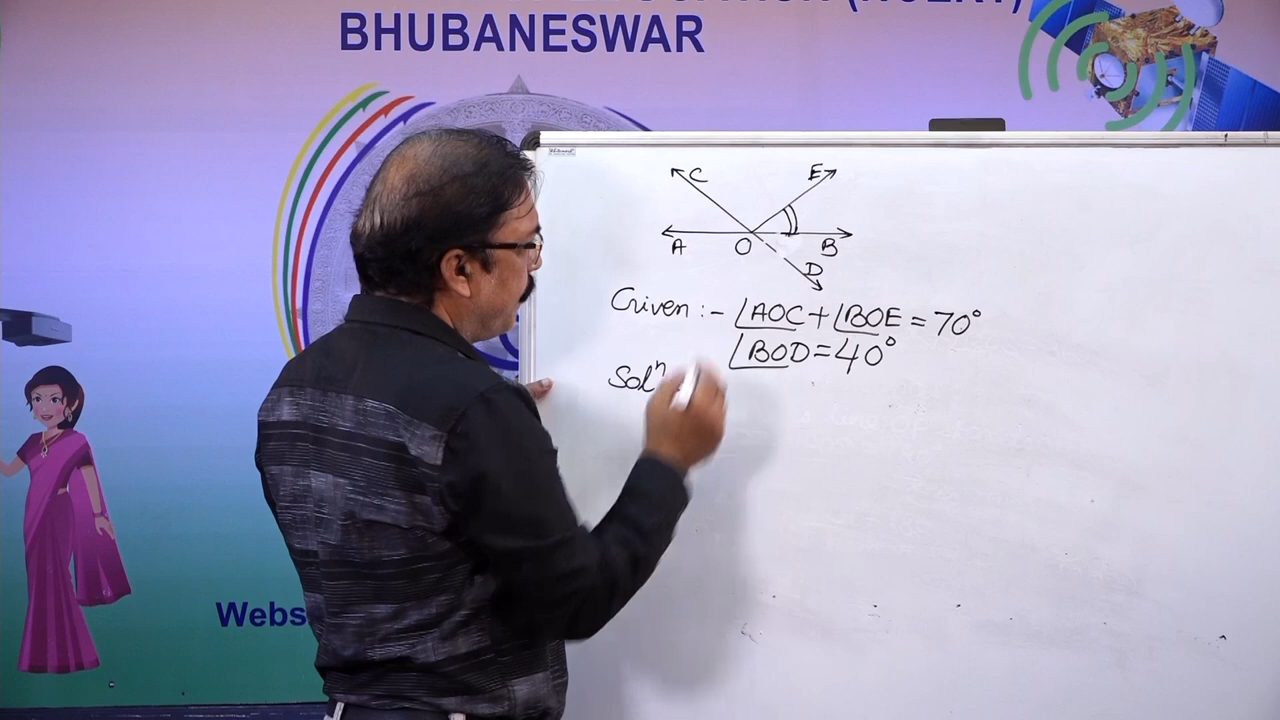 BHUBANESWAR
C
E
A
O
B
D
Given :- ∠AOC + ∠BOE = 70°
∠BOD = 40°
Solⁿ
Webs